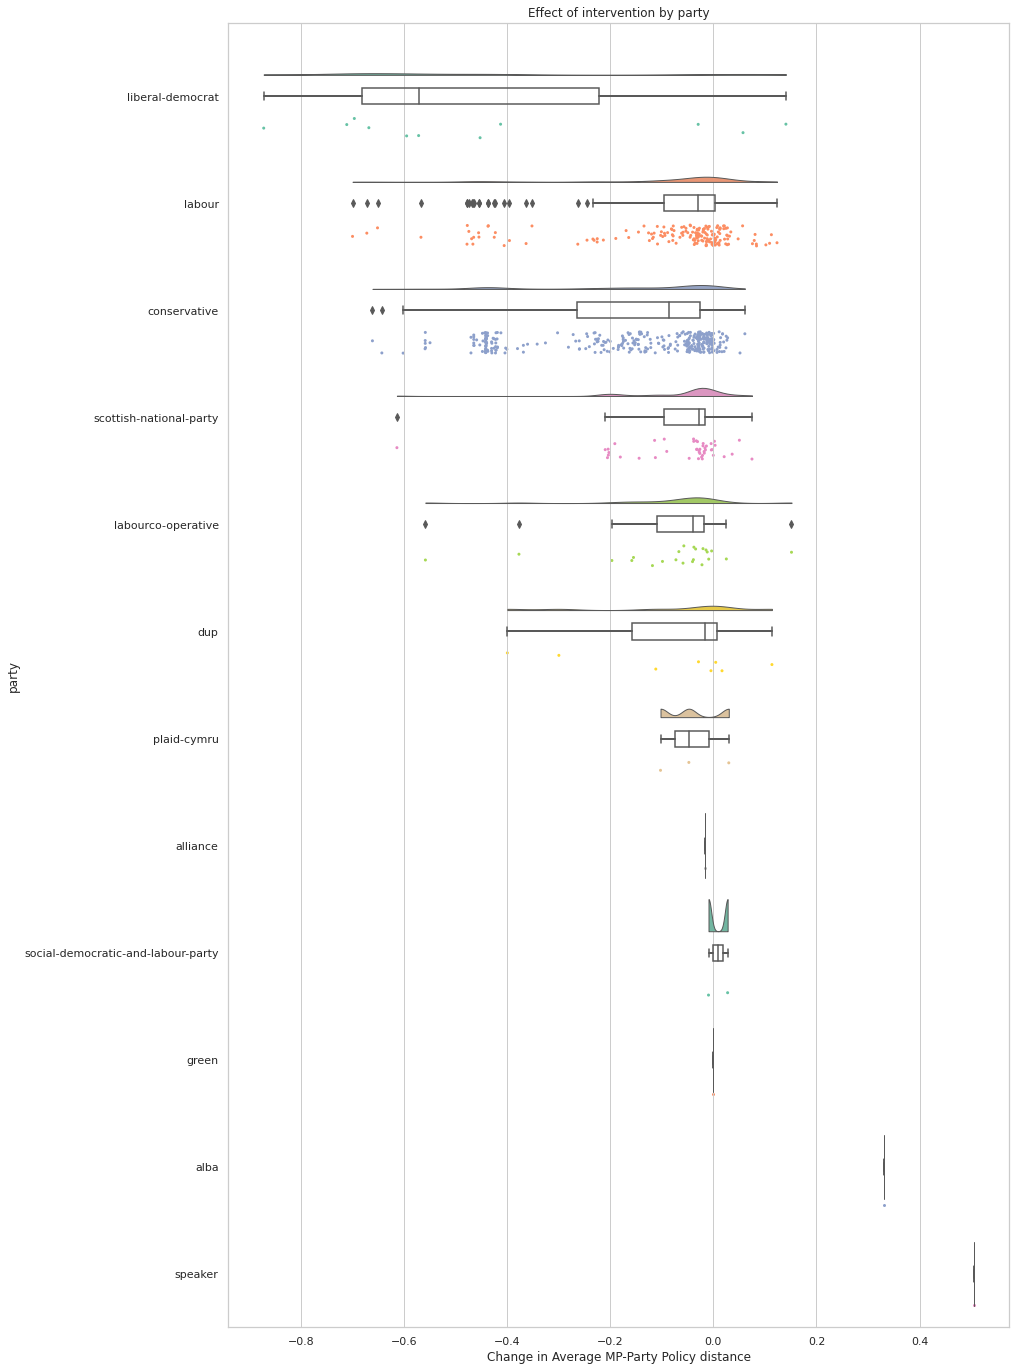 Effect of intervention by party
liberal-democrat
labour
conservative
scottish-national-party
labourco-operative
dup
party
plaid-cymru
alliance
social-democratic-and-labour-party
green
alba
speaker
−0.8 −0.6 −0.4 −0.2 0.0 0.2 0.4
Change in Average MP-Party Policy distance